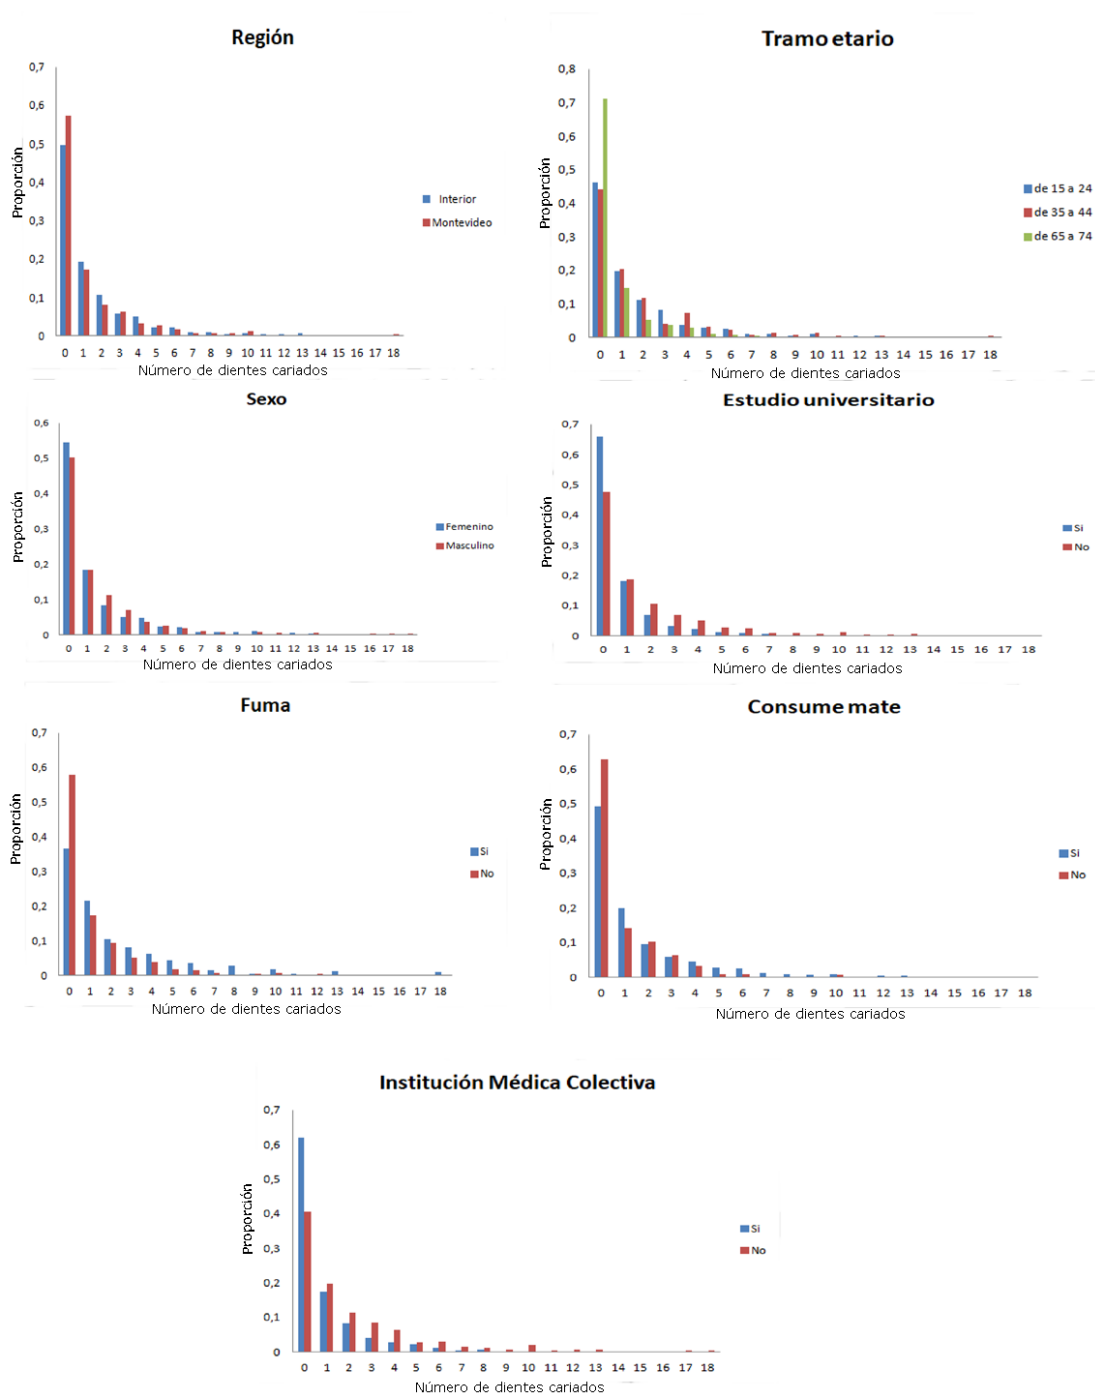 Región
0,7
0,6
0,5
0,4
0,3
0,2
0,1
0
Proporción
Interior
Montevideo
0 1 2 3 4 5 6 7 8 9 10 11 12 13 14 15 16 17 18
Número de dientes cariados
Tramo etario
0,8
0,7
0,6
0,5
0,4
0,3
0,2
0,1
0
Proporción
de 15 a 24
de 35 a 44
de 65 a 74
0 1 2 3 4 5 6 7 8 9 10 11 12 13 14 15 16 17 18
Número de dientes cariados
Sexo
0,6
0,5
0,4
0,3
0,2
0,1
0
Proporción
Femenino
Masculino
0 1 2 3 4 5 6 7 8 9 10 11 12 13 14 15 16 17 18
Número de dientes cariados
Estudio universitario
0,7
0,6
0,5
0,4
0,3
0,2
0,1
0
Proporción
Si
No
0 1 2 3 4 5 6 7 8 9 10 11 12 13 14 15 16 17 18
Número de dientes cariados
Fuma
0,7
0,6
0,5
0,4
0,3
0,2
0,1
0
Proporción
Si
No
0 1 2 3 4 5 6 7 8 9 10 11 12 13 14 15 16 17 18
Número de dientes cariados
Consume mate
0,7
0,6
0,5
0,4
0,3
0,2
0,1
0
Proporción
Si
No
0 1 2 3 4 5 6 7 8 9 10 11 12 13 14 15 16 17 18
Número de dientes cariados
Institución Médica Colectiva
0,7
0,6
0,5
0,4
0,3
0,2
0,1
0
Proporción
Si
No
0 1 2 3 4 5 6 7 8 9 10 11 12 13 14 15 16 17 18
Número de dientes cariados